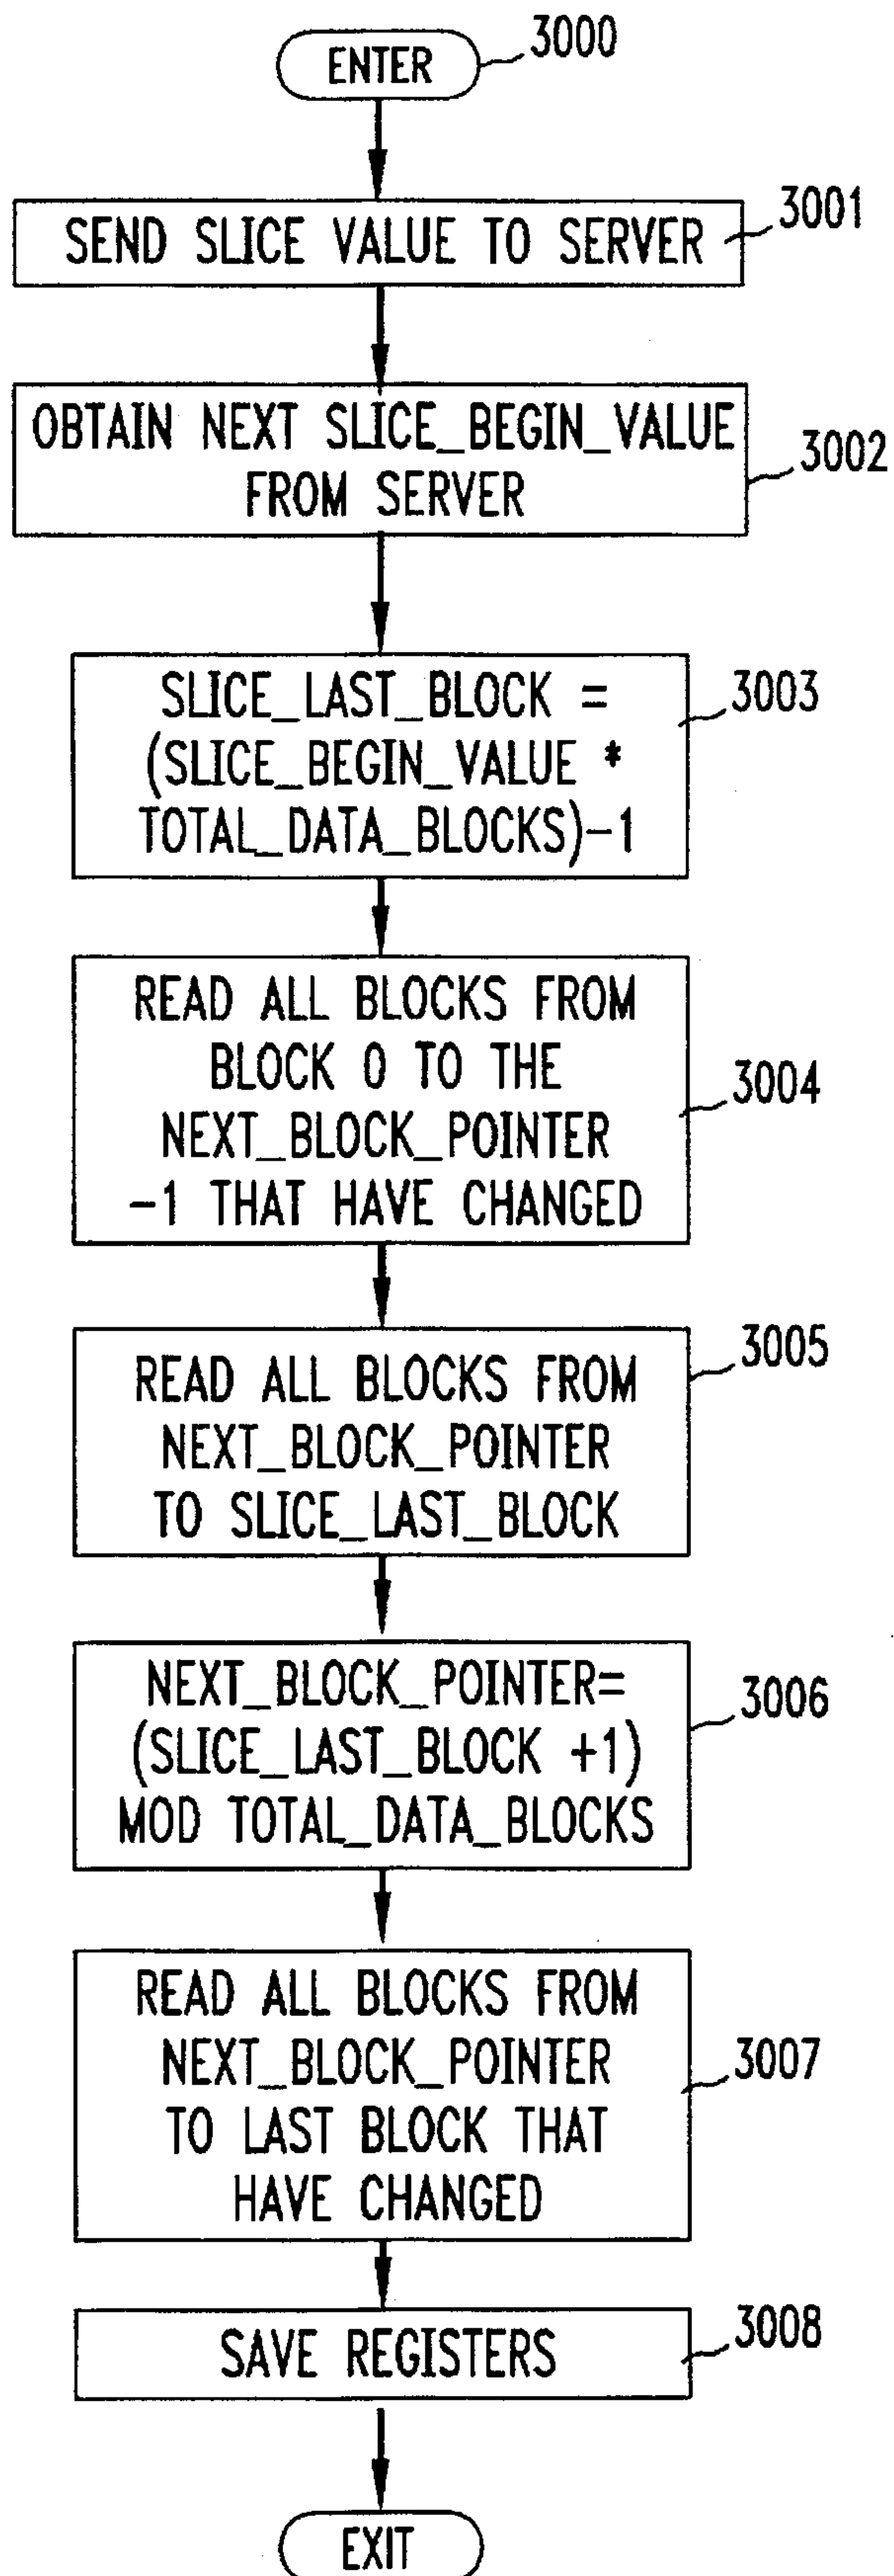 ENTER
3000
SEND SLICE VALUE TO SERVER
3001
OBTAIN NEXT SLICE_BEGIN_VALUE
FROM SERVER
3002
SLICE_LAST_BLOCK =
(SLICE_BEGIN_VALUE *
TOTAL_DATA_BLOCKS)-1
3003
READ ALL BLOCKS FROM
BLOCK 0 TO THE
NEXT_BLOCK_POINTER
-1 THAT HAVE CHANGED
3004
READ ALL BLOCKS FROM
NEXT_BLOCK_POINTER
TO SLICE_LAST_BLOCK
3005
NEXT_BLOCK_POINTER=
(SLICE_LAST_BLOCK +1)
MOD TOTAL_DATA_BLOCKS
3006
READ ALL BLOCKS FROM
NEXT_BLOCK_POINTER
TO LAST BLOCK THAT
HAVE CHANGED
3007
SAVE REGISTERS
3008
EXIT